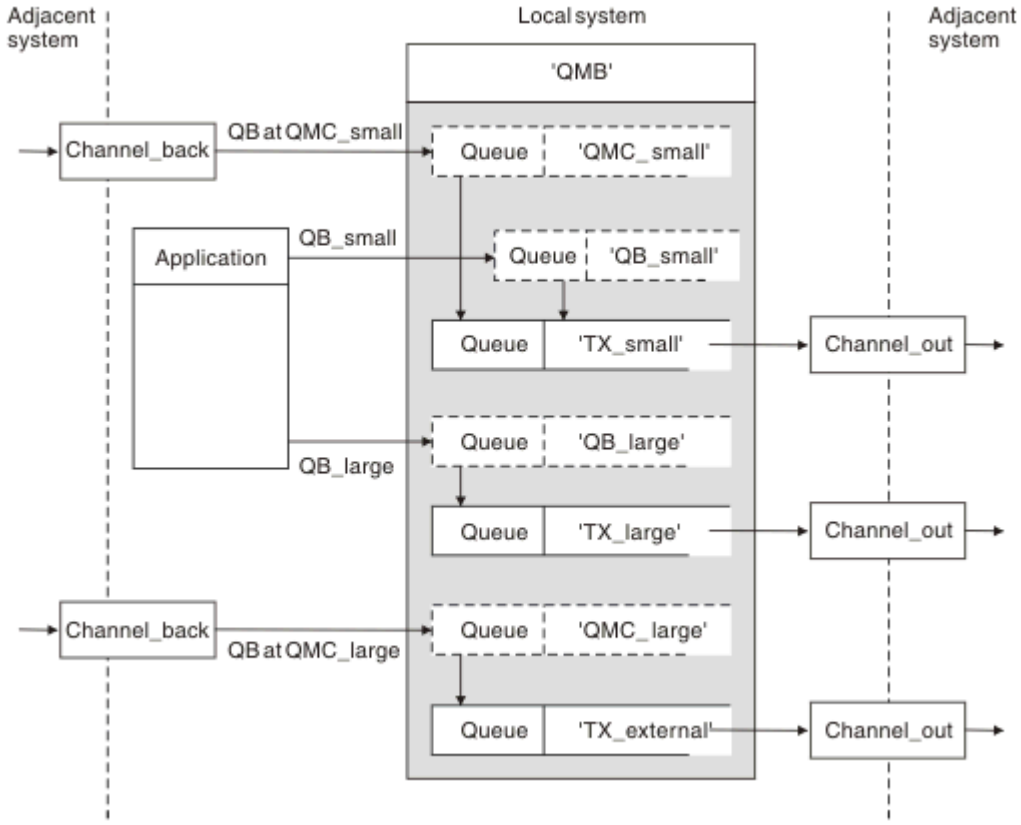 Adjacent
system
Local system
Adjacent
system
'QMB'
Channel_back
QB at QMC_small
Queue
'QMC_small'
Application
QB_small
Queue
'QB_small'
Queue
'TX_small'
Channel_out
QB_large
Queue
'QB_large'
Queue
'TX_large'
Channel_out
Channel_back
QB at QMC_large
Queue
'QMC_large'
Queue
'TX_external'
Channel_out